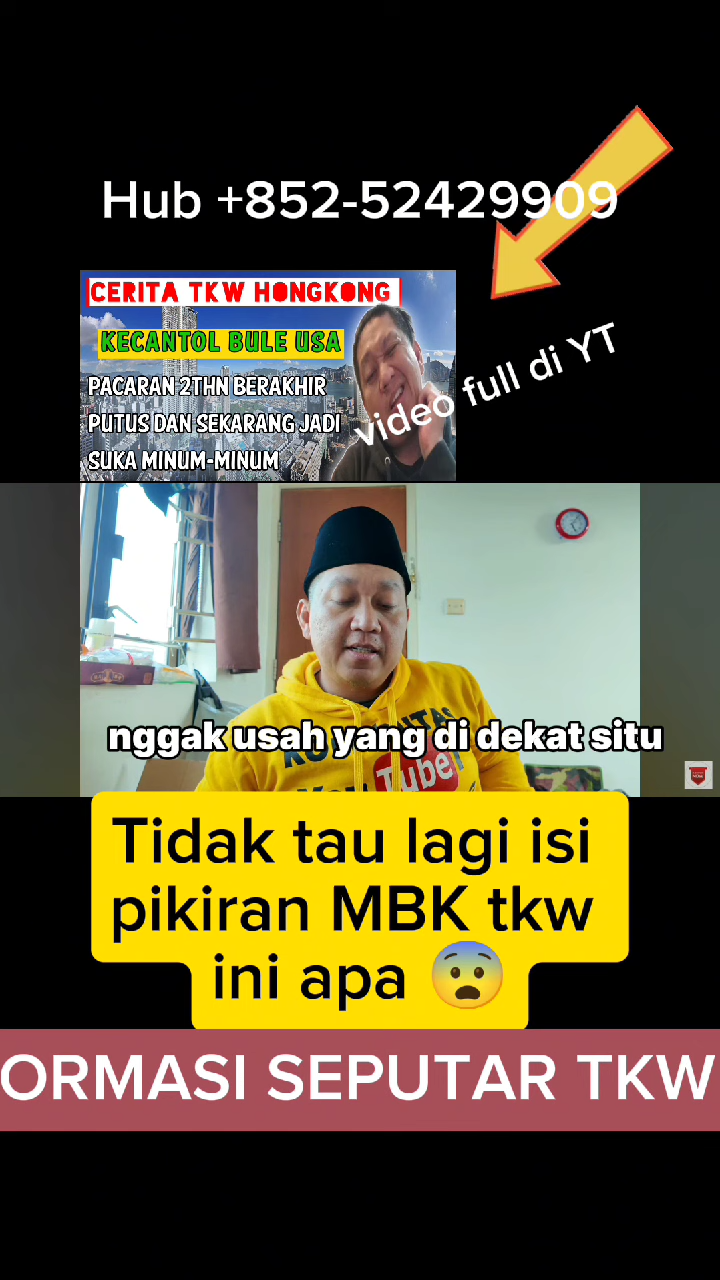 Hub +852-52429909
CERITA TKW HONGKONG
KECANTOL BULE USA
PACARAN 2THN BERAKHIR
PUTUS DAN SEKARANG JADI
SUKA MINUM-MINUM
video full di YT
nggak usah yang di dekat situ
Tube
Tidak tau lagi isi
pikiran MBK tkw
ini apa 😨
ORMASI SEPUTAR TKW